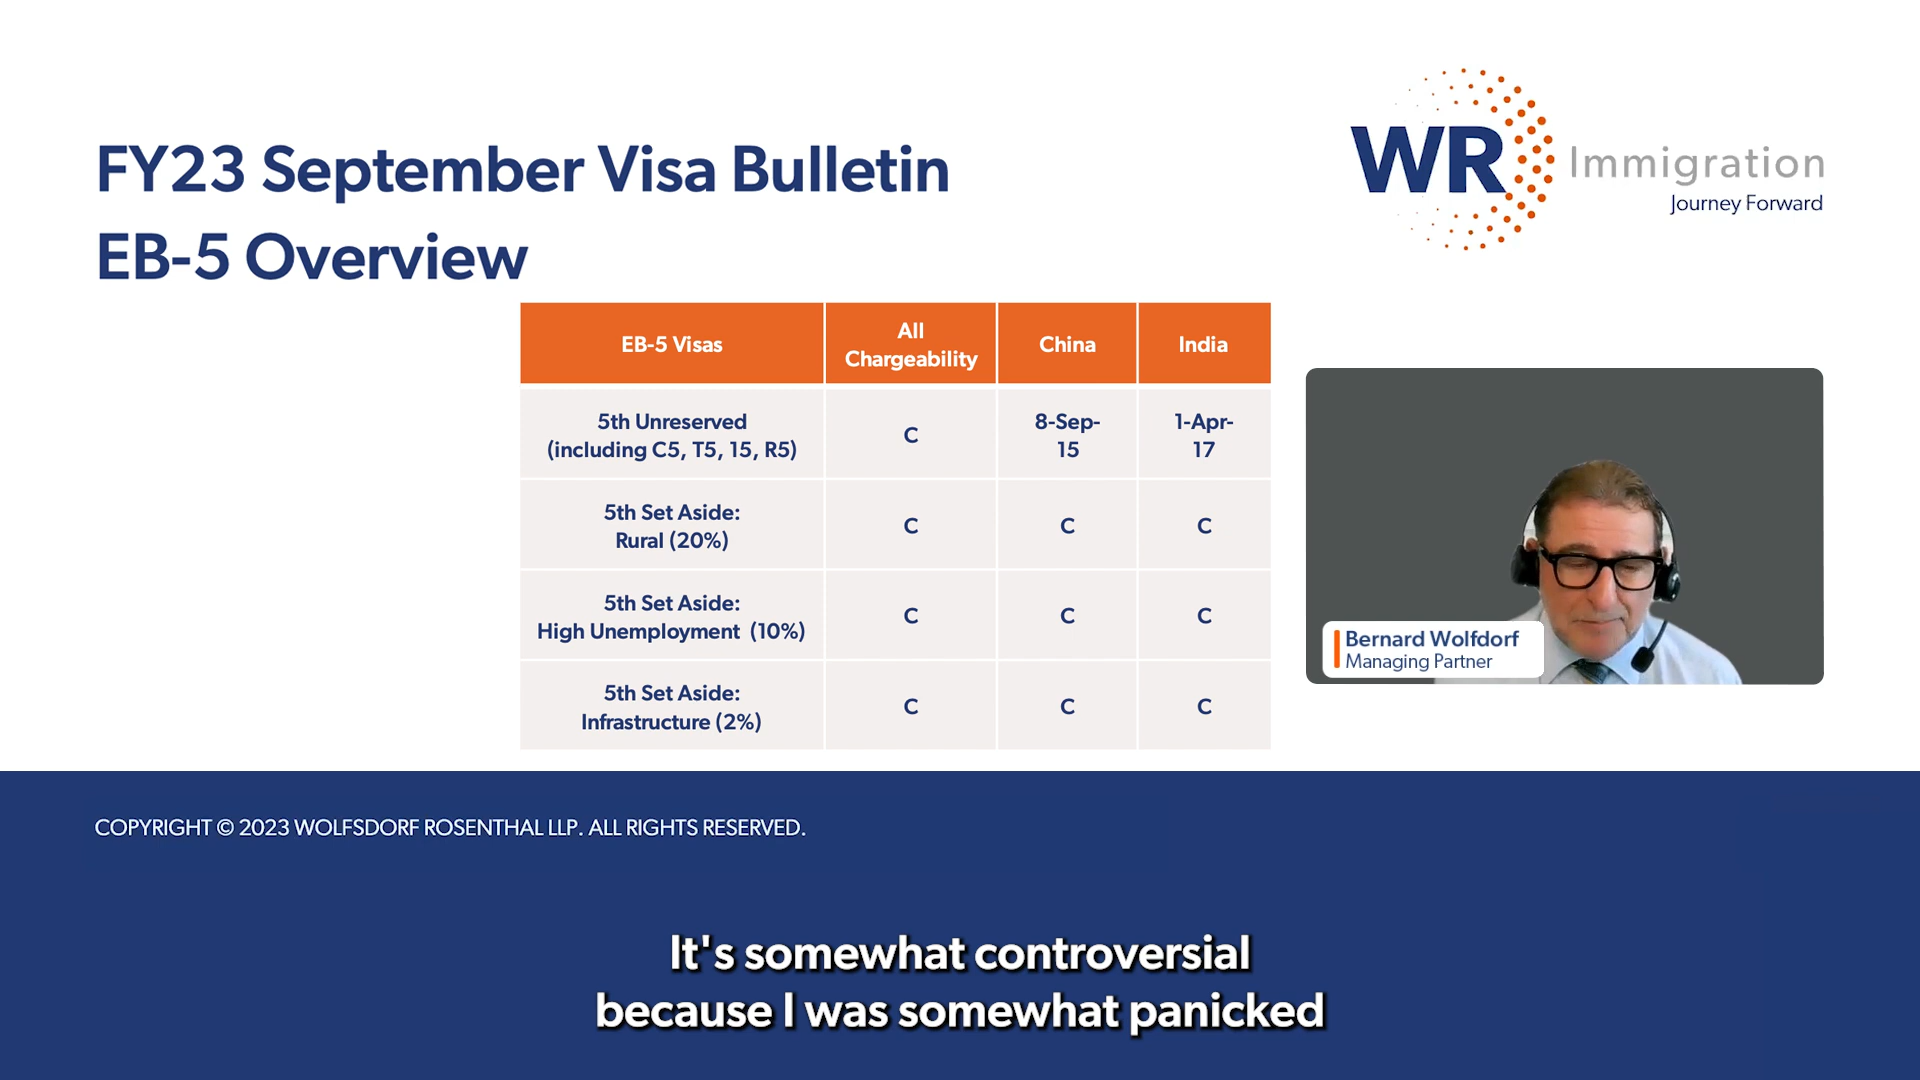 FY23 September Visa Bulletin
EB-5 Overview
WR Immigration
Journey Forward
EB-5 Visas
All
Chargeability
China
India
5th Unreserved
(including C5, T5, 15, R5)
C
8-Sep-
15
1-Apr-
17
5th Set Aside:
Rural (20%)
C
C
C
5th Set Aside:
High Unemployment (10%)
C
C
C
5th Set Aside:
Infrastructure (2%)
C
C
C
Bernard Wolfdorf
Managing Partner
COPYRIGHT © 2023 WOLFSDORF ROSENTHAL LLP. ALL RIGHTS RESERVED.
It's somewhat controversial
because I was somewhat panicked